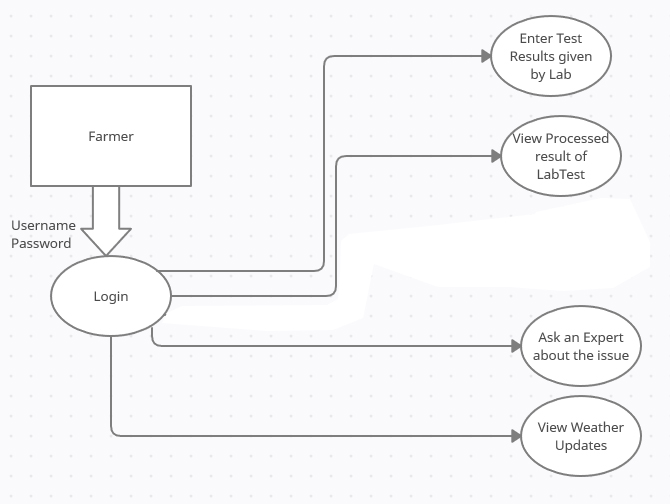 Enter Test
Results given
by Lab
Farmer
View Processed
result of
LabTest
Username
Password
Login
Ask an Expert
about the issue
View Weather
Updates